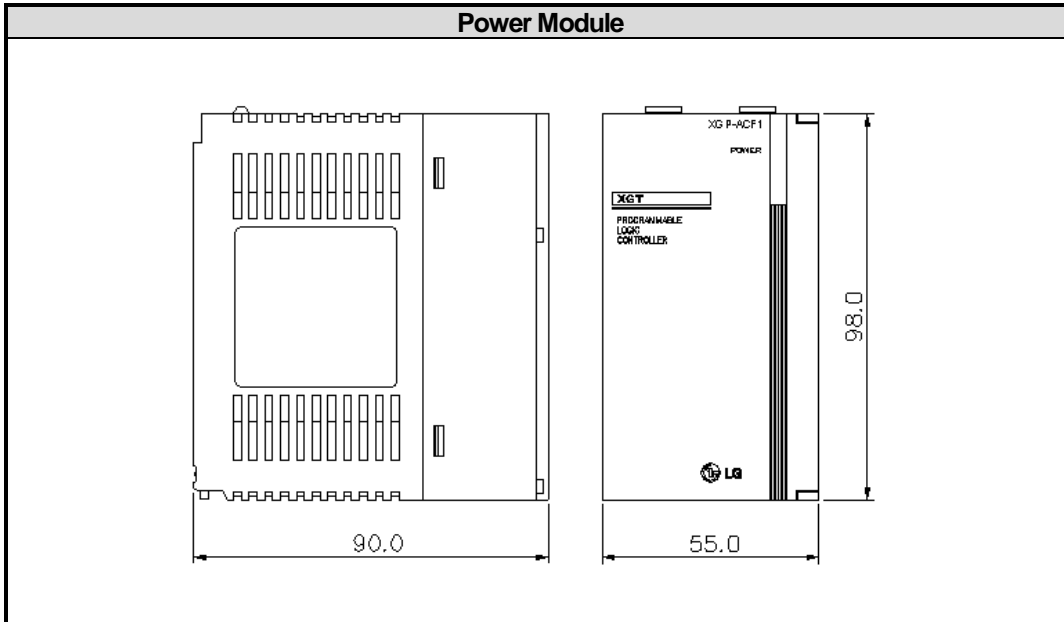 Power Module
XGP-ACF1
POWER
XGT
PROGRAMMABLE
LOGIC
CONTROLLER
LG
98.0
90.0
55.0